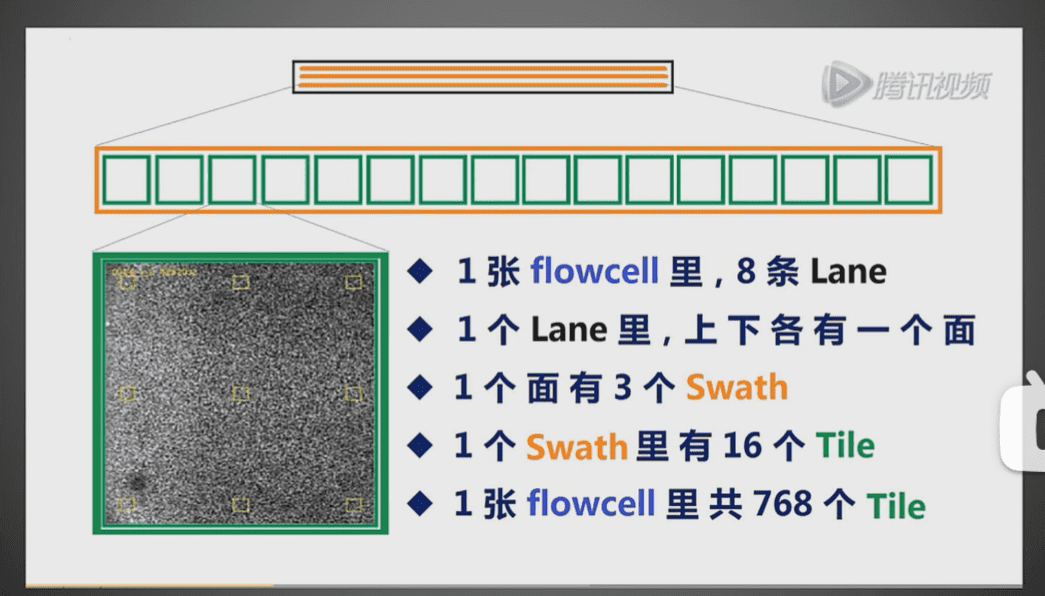 腾讯视频
1 张 flowcell 里 , 8 条 Lane
1 个 Lane 里 , 上 下 各 有 一 个 面
1 个 面 有 3 个 Swath
1 个 Swath 里 有 16 个 Tile
1 张 flowcell 里 共 768 个 Tile